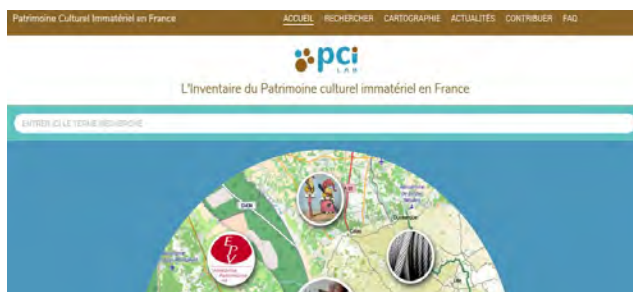 Patrimoine Culturel Immatériel en France
ACCUEIL RECHERCHER CARTOGRAPHIE ACTUALITÉS CONTRIBUER FAQ
pci
LAB
L'Inventaire du Patrimoine culturel immatériel en France
ENTRER ICI LE TERME RECHERCHÉ
EPV